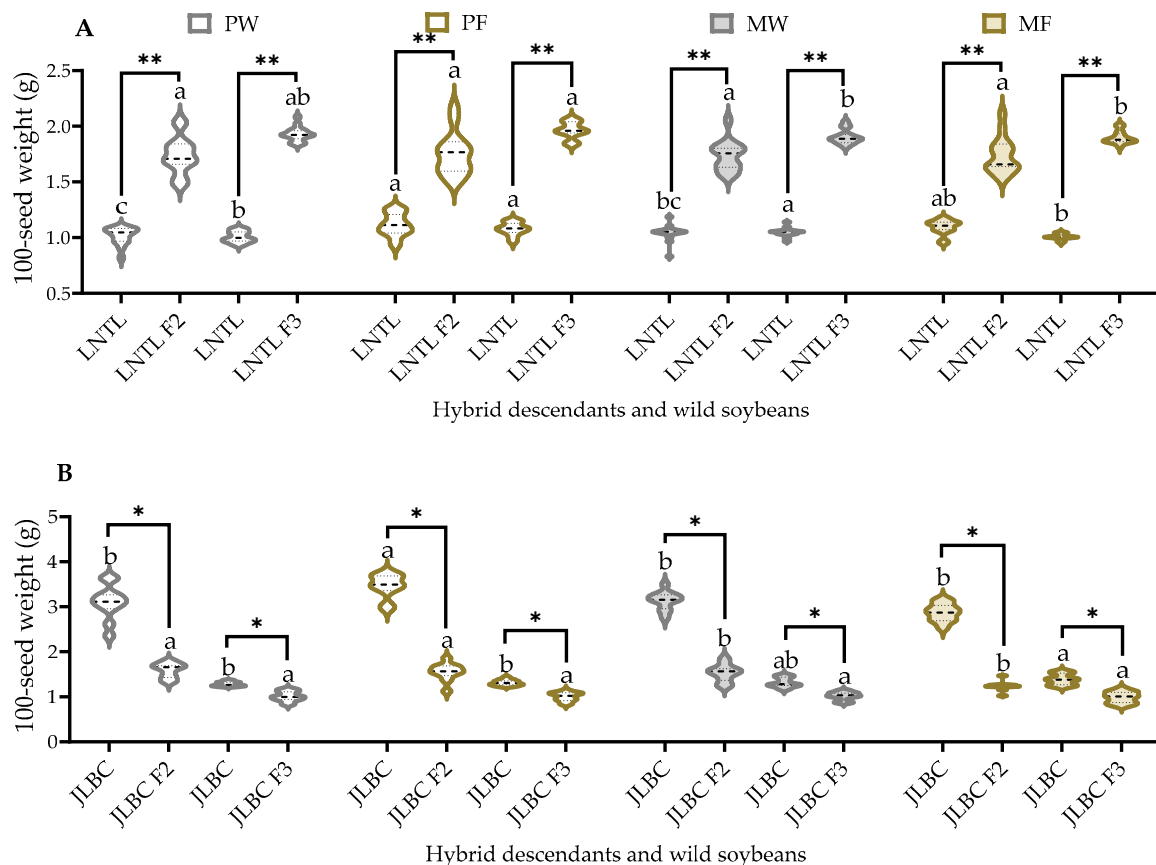 A
PW PF MW MF
100-seed weight (g)
2.5
2.0
1.5
1.0
0.5
** ** ** ** ** ** ** **
c a b ab a a a a bc a a b ab a b b
LNTL LNTL F2 LNTL LNTL F3 LNTL LNTL F2 LNTL LNTL F3 LNTL LNTL F2 LNTL LNTL F3 LNTL LNTL F2 LNTL LNTL F3
Hybrid descendants and wild soybeans
B
100-seed weight (g)
5
4
3
2
1
0
* * * * * * * *
b a b a a a b a b b ab a b b a a
JLBC JLBC F2 JLBC JLBC F3 JLBC JLBC F2 JLBC JLBC F3 JLBC JLBC F2 JLBC JLBC F3 JLBC JLBC F2 JLBC JLBC F3
Hybrid descendants and wild soybeans